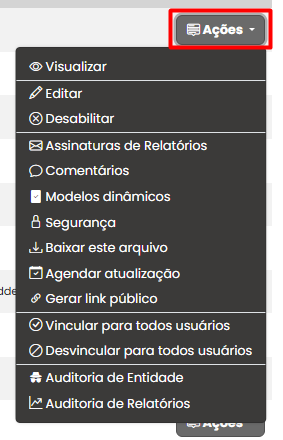 Ações
Visualizar
Editar
Desabilitar
Assinaturas de Relatórios
Comentários
Modelos dinâmicos
Segurança
Baixar este arquivo
Agendar atualização
dde
Gerar link público
Vincular para todos usuários
Desvincular para todos usuários
Auditoria de Entidade
Auditoria de Relatórios
Ações